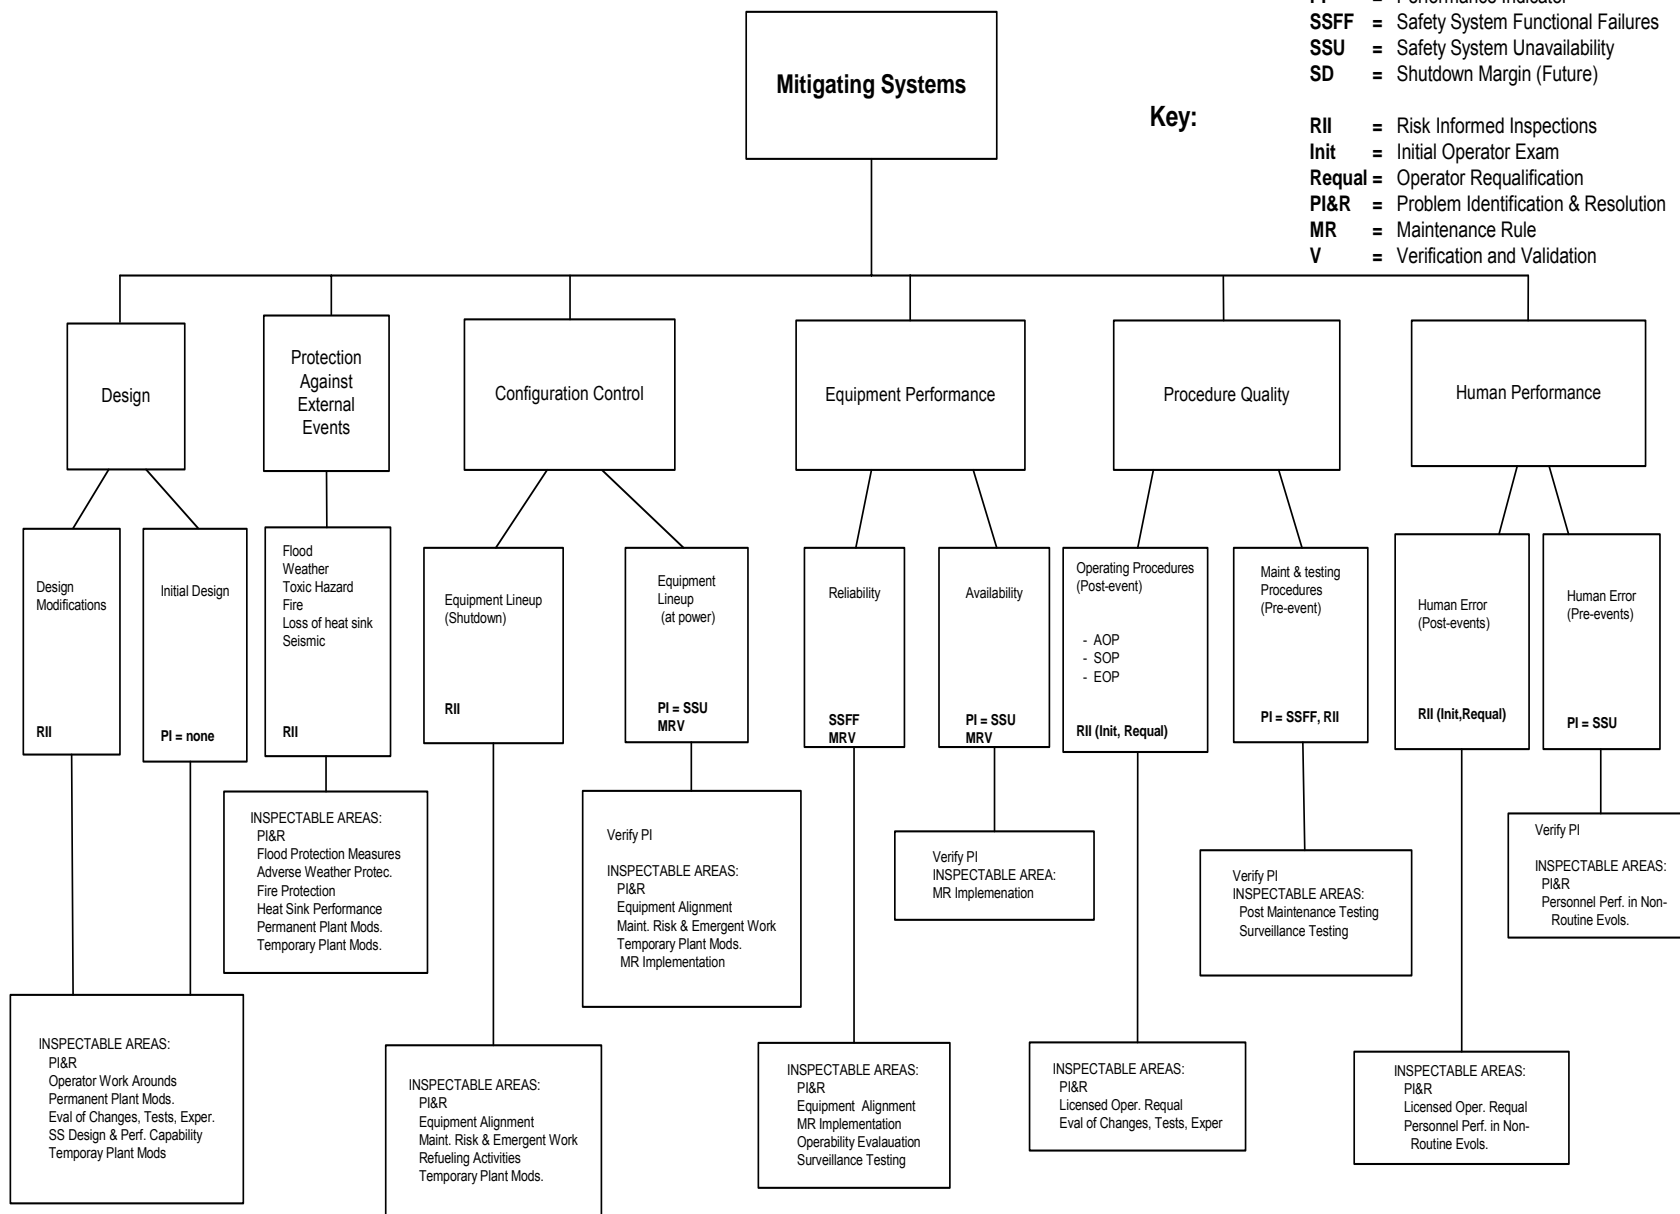 PI = Performance Indicator
SSFF = Safety System Functional Failures
SSU = Safety System Unavailability
SD = Shutdown Margin (Future)
Mitigating Systems
Key:
RII = Risk Informed Inspections
Init = Initial Operator Exam
Requal = Operator Requalification
PI&R = Problem Identification & Resolution
MR = Maintenance Rule
V = Verification and Validation
Design
Protection
Against
External
Events
Configuration Control
Equipment Performance
Procedure Quality
Human Performance
Design
Modifications
RII
Initial Design
PI = none
Flood
Weather
Toxic Hazard
Fire
Loss of heat sink
Seismic
RII
Equipment Lineup
(Shutdown)
RII
Equipment
Lineup
(at power)
PI = SSU
MRV
Reliability
SSFF
MRV
Availability
PI = SSU
MRV
Operating Procedures
(Post-event)
- AOP
- SOP
- EOP
RII (Init, Requal)
Maint & testing
Procedures
(Pre-event)
PI = SSFF, RII
Human Error
(Post-events)
RII (Init,Requal)
Human Error
(Pre-events)
PI = SSU
INSPECTABLE AREAS:
PI&R
Operator Work Arounds
Permanent Plant Mods.
Eval of Changes, Tests, Exper.
SS Design & Perf. Capability
Temporay Plant Mods
INSPECTABLE AREAS:
PI&R
Flood Protection Measures
Adverse Weather Protec.
Fire Protection
Heat Sink Performance
Permanent Plant Mods.
Temporary Plant Mods.
INSPECTABLE AREAS:
PI&R
Equipment Alignment
Maint. Risk & Emergent Work
Refueling Activities
Temporary Plant Mods.
Verify PI
INSPECTABLE AREAS:
PI&R
Equipment Alignment
Maint. Risk & Emergent Work
Temporary Plant Mods.
MR Implementation
INSPECTABLE AREAS:
PI&R
Equipment Alignment
MR Implementation
Operability Evalauation
Surveillance Testing
Verify PI
INSPECTABLE AREA:
MR Implemenation
INSPECTABLE AREAS:
PI&R
Licensed Oper. Requal
Eval of Changes, Tests, Exper
Verify PI
INSPECTABLE AREAS:
Post Maintenance Testing
Surveillance Testing
INSPECTABLE AREAS:
PI&R
Licensed Oper. Requal
Personnel Perf. in Non-
Routine Evols.
Verify PI
INSPECTABLE AREAS:
PI&R
Personnel Perf. in Non-
Routine Evols.